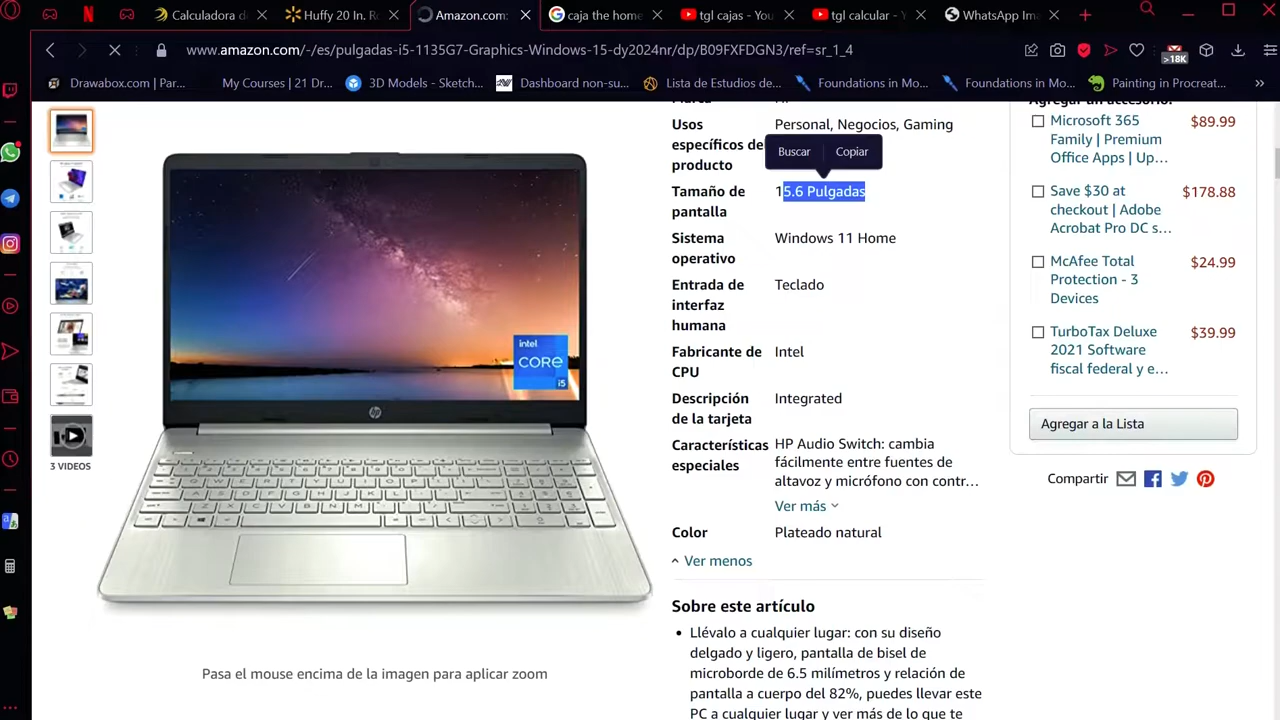 Calculadora d
Huffy 20 In. R
Amazon.com:
caja the home
tgl cajas - You
tgl calcular - Y
WhatsApp Ima
www.amazon.com/-/es/pulgadas-i5-1135G7-Graphics-Windows-15-dy2024nr/dp/B09FXFDGN3/ref=sr_1_4
>18K
Drawabox.com | Par...
My Courses | 21 Dr...
3D Models - Sketch...
Dashboard non-su...
Lista de Estudios de...
Foundations in Mo...
Foundations in Mo...
Painting in Procreat...
»
3 VIDEOS
intel
CORE
i5
hp
Pasa el mouse encima de la imagen para aplicar zoom
Usos específicos del producto
Personal, Negocios, Gaming
Buscar
Copiar
Tamaño de pantalla
15.6 Pulgadas
Sistema operativo
Windows 11 Home
Entrada de interfaz humana
Teclado
Fabricante de CPU
Intel
Descripción de la tarjeta
Integrated
Características especiales
HP Audio Switch: cambia
fácilmente entre fuentes de
altavoz y micrófono con contr...
Ver más
Color
Plateado natural
Ver menos
Sobre este artículo
• Llévalo a cualquier lugar: con su diseño
delgado y ligero, pantalla de bisel de
microborde de 6.5 milímetros y relación de
pantalla a cuerpo del 82%, puedes llevar este
PC a cualquier lugar y ver más de lo que te
Agregar un accesorio:
Microsoft 365
Family | Premium
Office Apps | Up...
$89.99
Save $30 at
checkout | Adobe
Acrobat Pro DC s...
$178.88
McAfee Total
Protection - 3
Devices
$24.99
TurboTax Deluxe
2021 Software
fiscal federal y e...
$39.99
Agregar a la Lista
Compartir